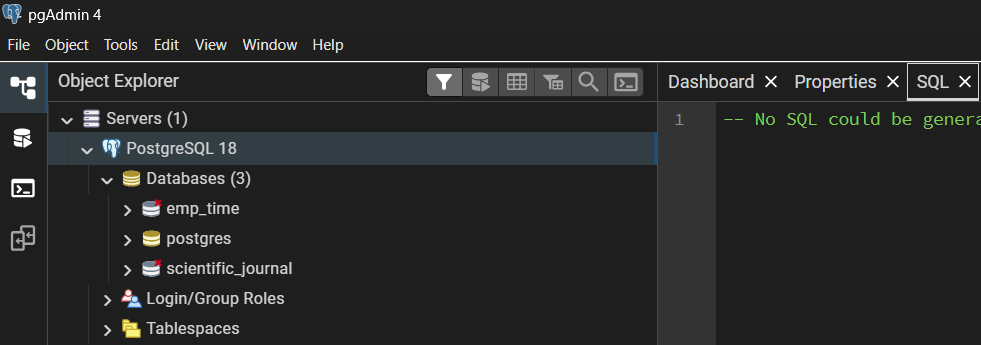 pgAdmin 4
File Object Tools Edit View Window Help
Object Explorer
Dashboard Properties SQL
Servers (1)
1 -- No SQL could be genera
PostgreSQL 18
Databases (3)
emp_time
postgres
scientific_journal
Login/Group Roles
Tablespaces